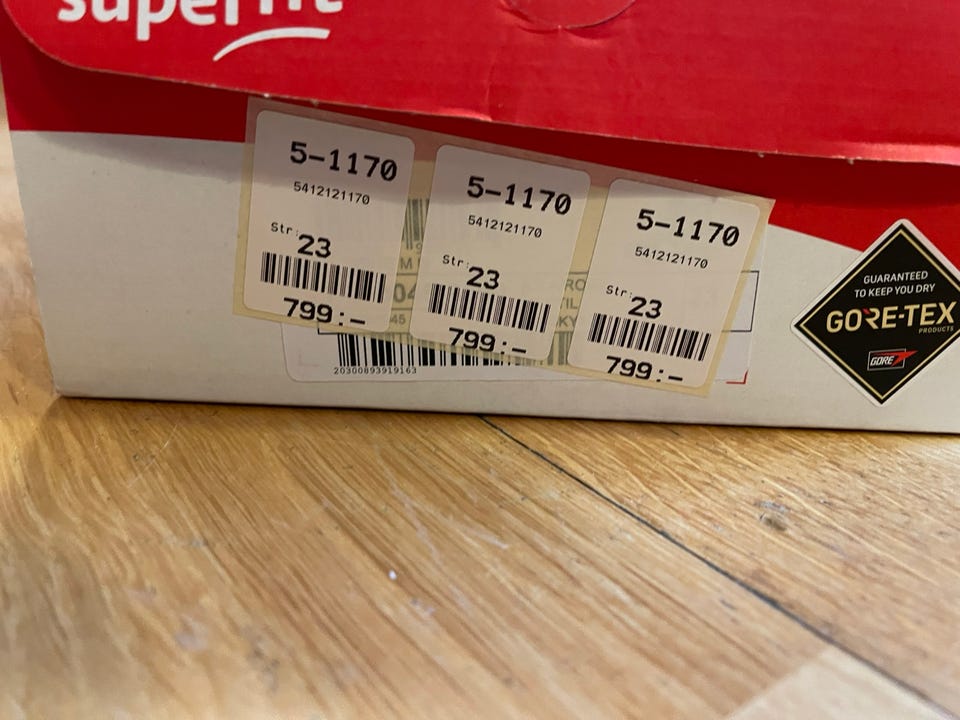 superfit
5-1170
5412121170
Str: 23
799:-
5-1170
5412121170
Str: 23
799:-
5-1170
5412121170
Str: 23
799:-
20300893919163
GUARANTEED
TO KEEP YOU DRY
GORE-TEX
PRODUCTS
GORE